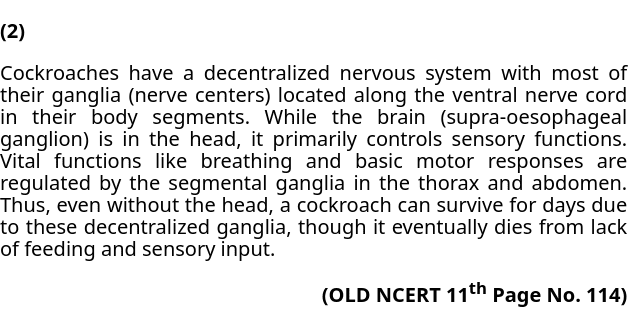 (2)
Cockroaches have a decentralized nervous system with most of
their ganglia (nerve centers) located along the ventral nerve cord
in their body segments. While the brain (supra-oesophageal
ganglion) is in the head, it primarily controls sensory functions.
Vital functions like breathing and basic motor responses are
regulated by the segmental ganglia in the thorax and abdomen.
Thus, even without the head, a cockroach can survive for days due
to these decentralized ganglia, though it eventually dies from lack
of feeding and sensory input.
(OLD NCERT 11th Page No. 114)